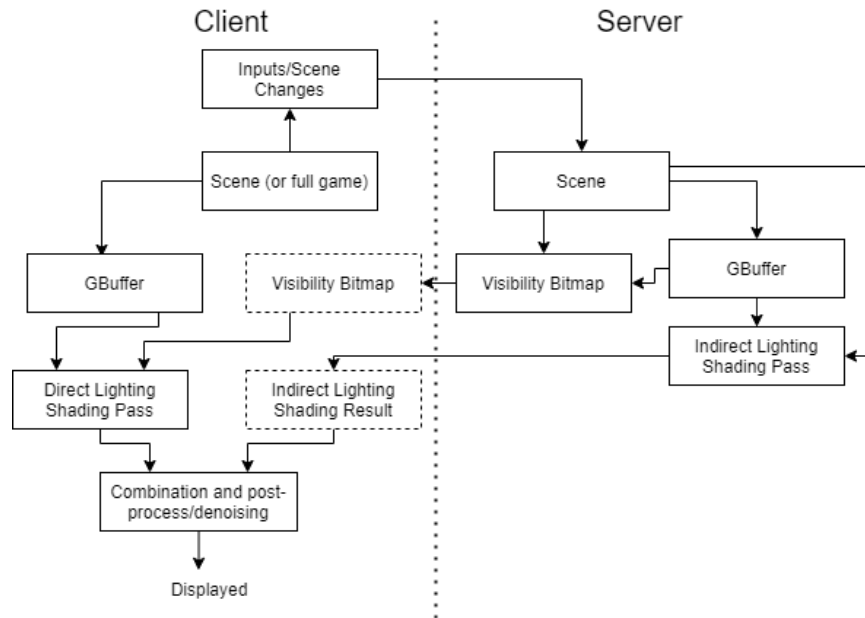 Client
Server
Inputs/Scene
Changes
Scene (or full game)
Scene
GBuffer
Visibility Bitmap
Visibility Bitmap
GBuffer
Direct Lighting
Shading Pass
Indirect Lighting
Shading Result
Indirect Lighting
Shading Pass
Combination and post-
process/denoising
Displayed